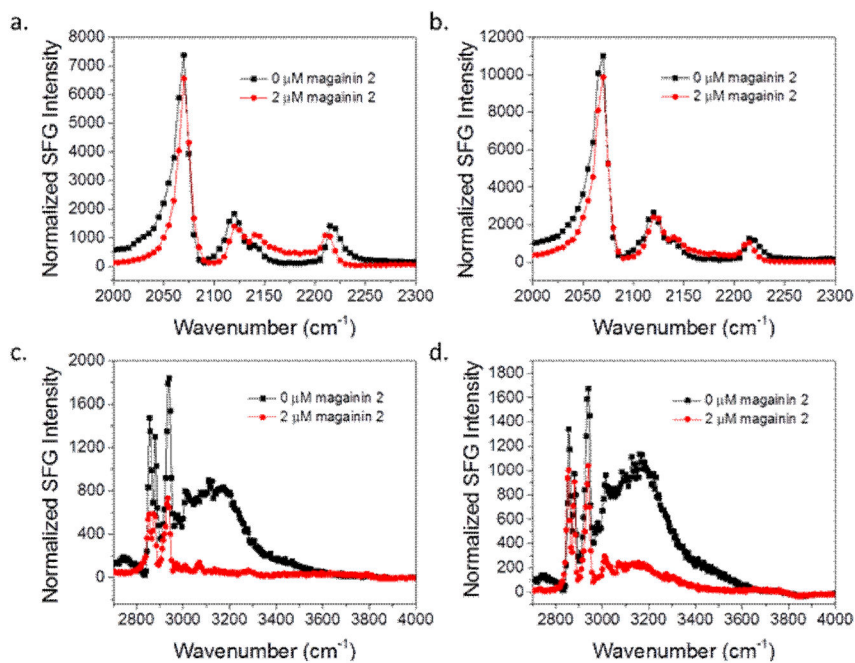 a.
Normalized SFG Intensity
8000
7000
6000
5000
4000
3000
2000
1000
0
0 μM magainin 2
2 μM magainin 2
2000 2050 2100 2150 2200 2250 2300
Wavenumber (cm-1)
b.
Normalized SFG Intensity
12000
10000
8000
6000
4000
2000
0
0 μM magainin 2
2 μM magainin 2
2000 2050 2100 2150 2200 2250 2300
Wavenumber (cm-1)
c.
Normalized SFG Intensity
2000
1600
1200
800
400
0
0 μM magainin 2
2 μM magainin 2
2800 3000 3200 3400 3600 3800 4000
Wavenumber (cm-1)
d.
Normalized SFG Intensity
1800
1600
1400
1200
1000
800
600
400
200
0
0 μM magainin 2
2 μM magainin 2
2800 3000 3200 3400 3600 3800 4000
Wavenumber (cm-1)